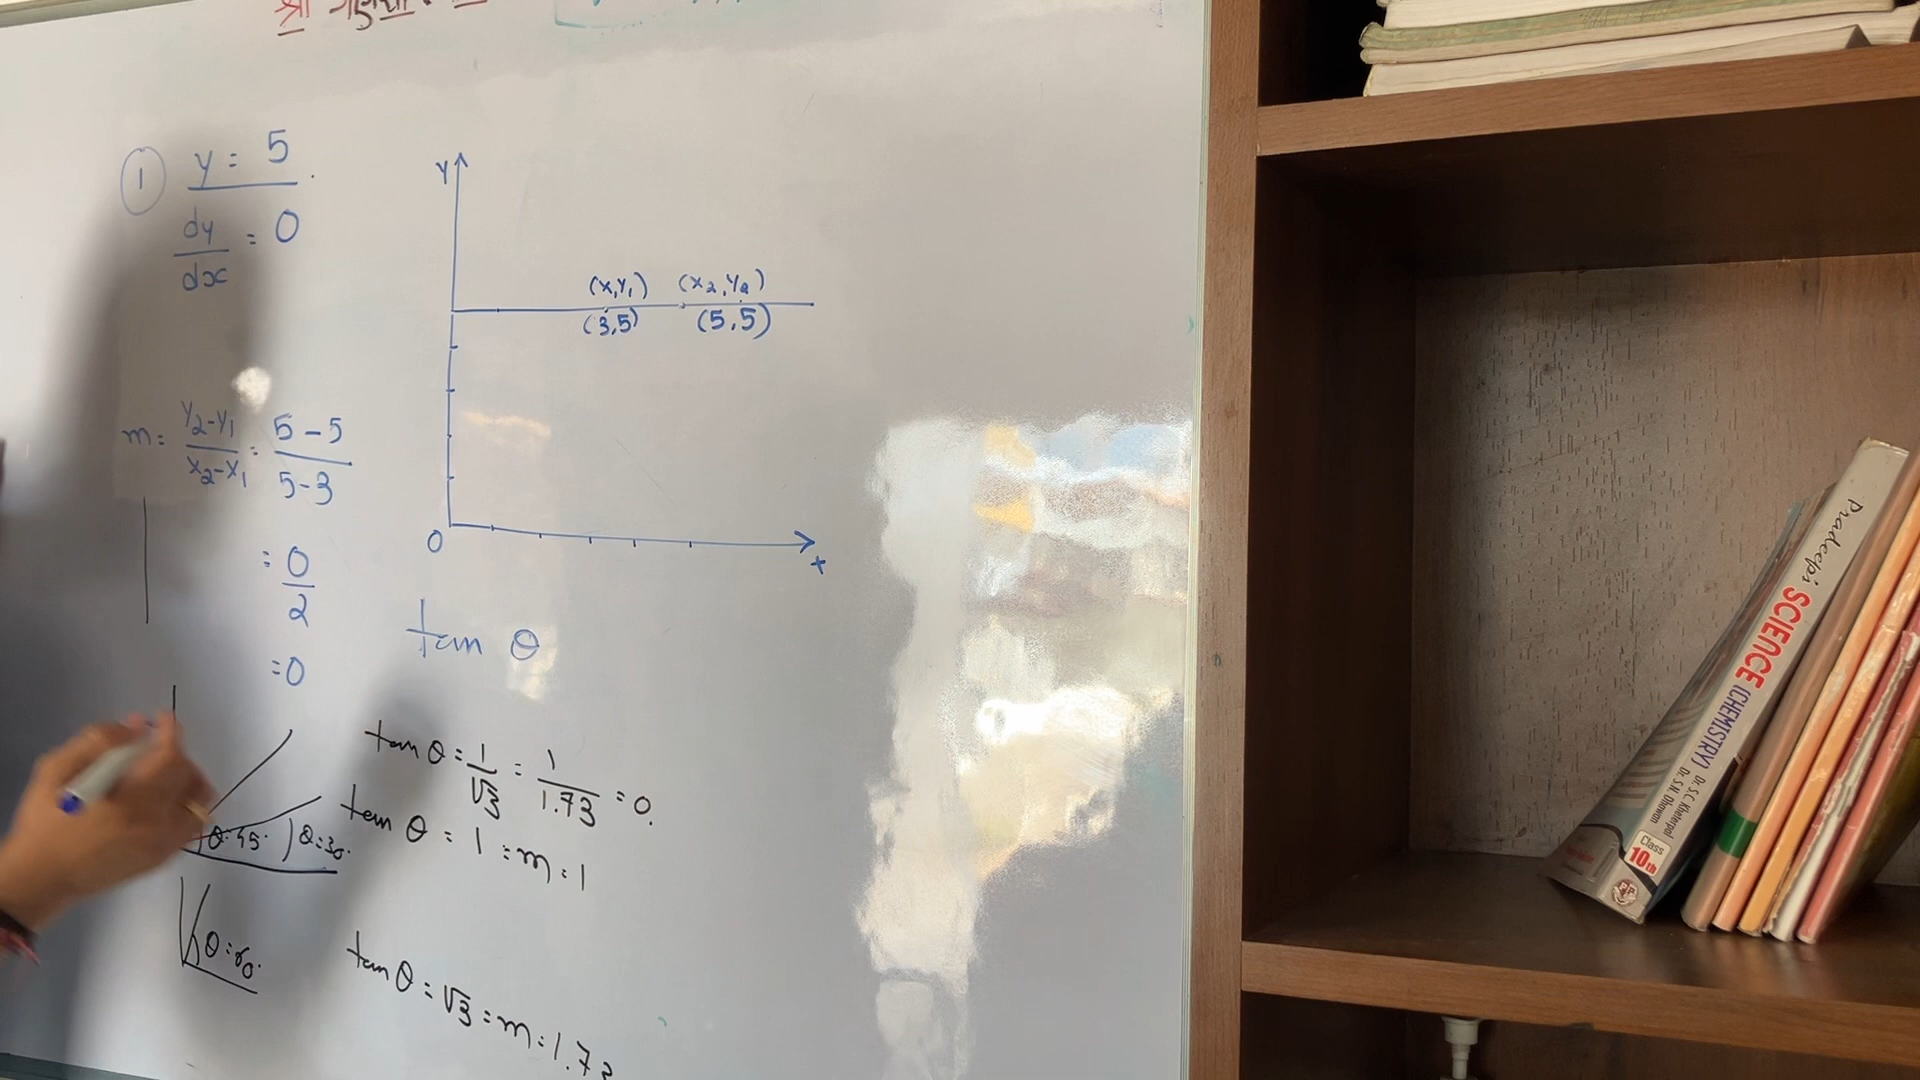 श्री
① y = 5
dy/dx = 0
m = y₂-y₁/x₂-x₁ = 5-5/5-3
= 0/2
= 0
Y
(x,y₁) (x₂,y₂)
(3,5) (5,5)
O
x
tan θ
tan θ = 1/√3 = 1/1.73 = 0.
tan θ = 1 = m = 1
θ=45° θ=30°
θ=60°
tan θ = √3 = m = 1.73
Pradeep's SCIENCE (CHEMISTRY) Dr. S.C. Kheterpal
Dr. S.N. Dhawan
Class
10th